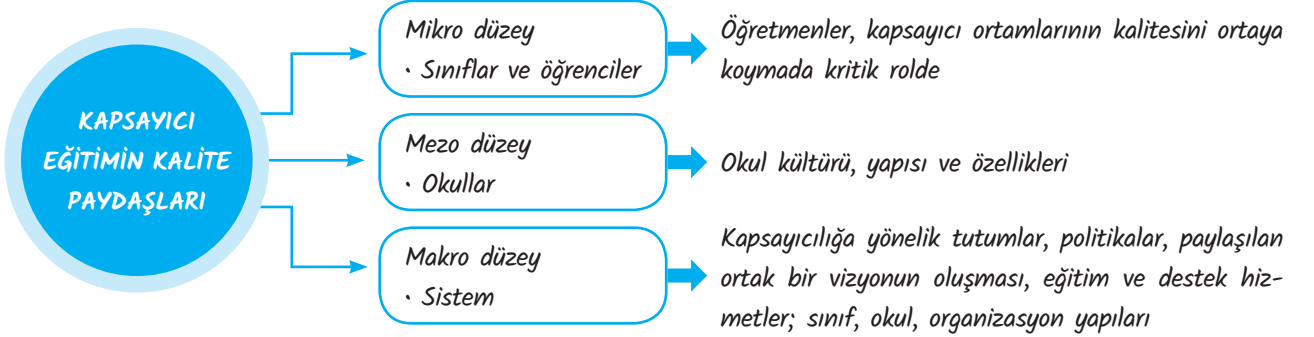 KAPSAYICI
EĞİTİMİN KALİTE
PAYDAŞLARI
Mikro düzey
· Sınıflar ve öğrenciler
Öğretmenler, kapsayıcı ortamlarının kalitesini ortaya
koymada kritik rolde
Mezo düzey
· Okullar
Okul kültürü, yapısı ve özellikleri
Makro düzey
· Sistem
Kapsayıcılığa yönelik tutumlar, politikalar, paylaşılan
ortak bir vizyonun oluşması, eğitim ve destek hiz-
metler; sınıf, okul, organizasyon yapıları